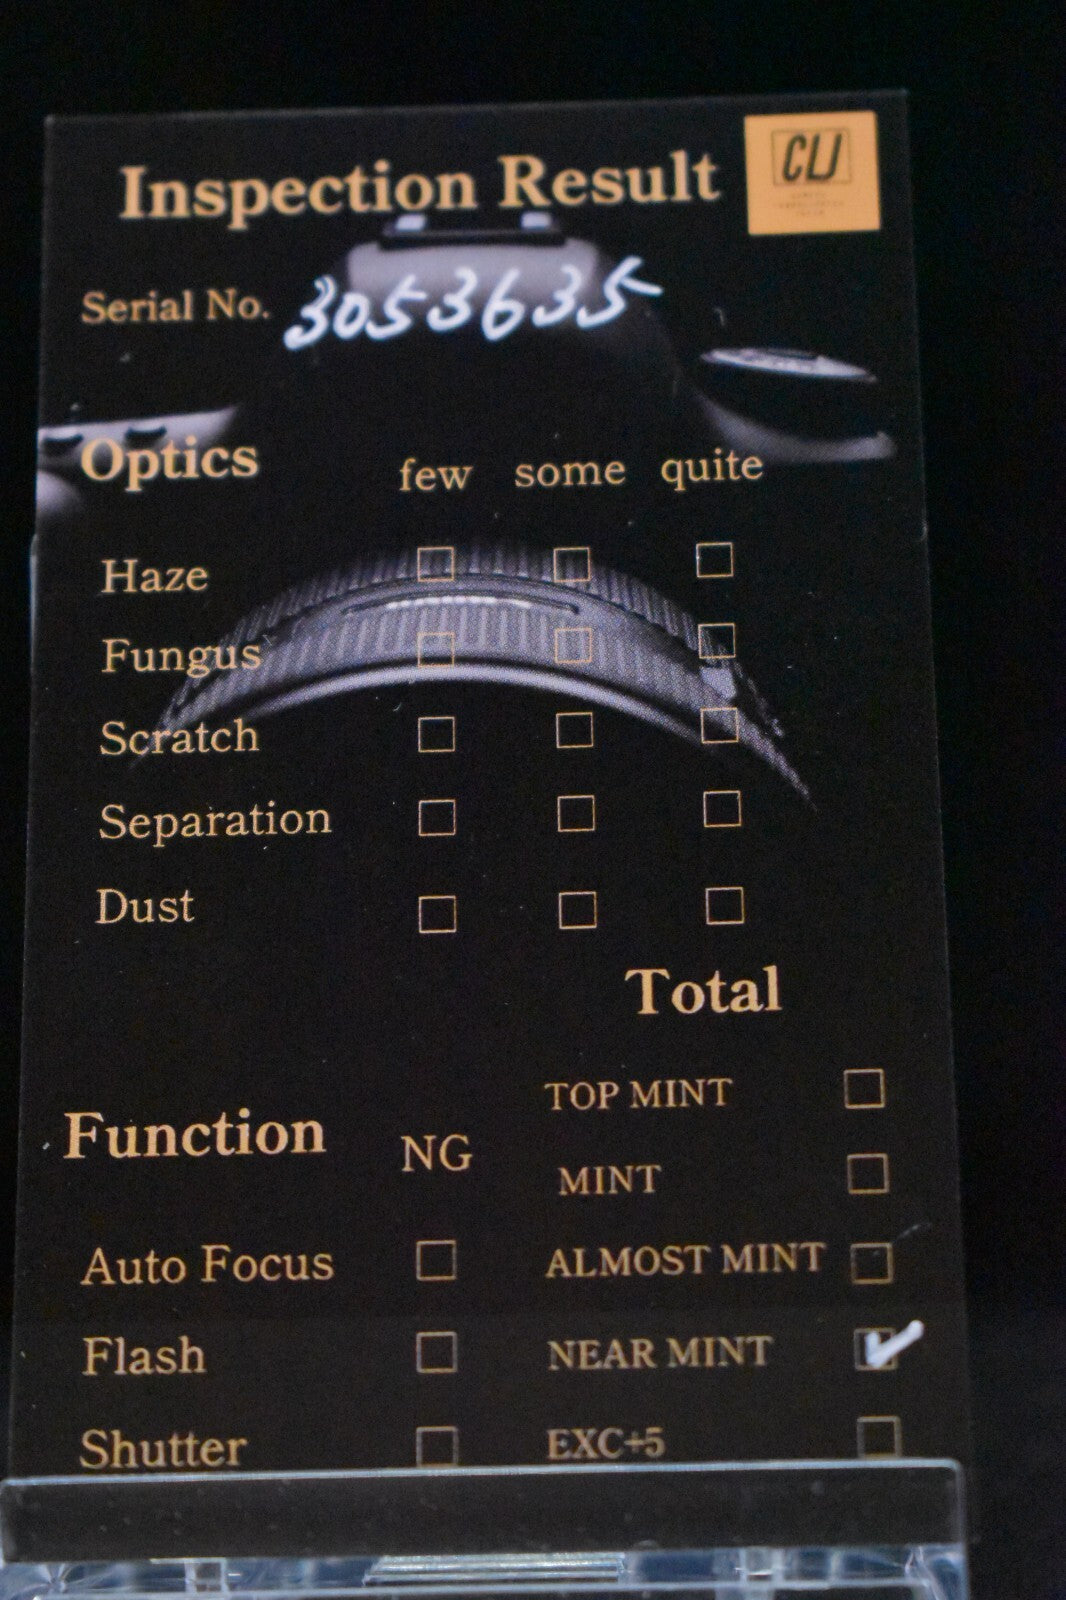 Inspection Result
CLJ
Serial No. 3053635
Optics few some quite
Haze
Fungus
Scratch
Separation
Dust
Total
TOP MINT
Function NG
MINT
Auto Focus
ALMOST MINT
Flash
NEAR MINT
Shutter
EXC+5